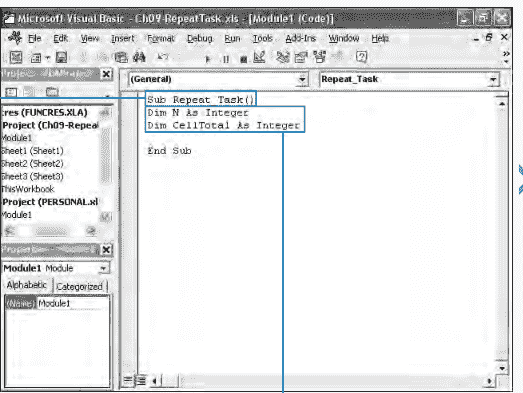 Microsoft Visual Basic - Ch09-RepeatTask.xls - [Module1 (Code)]
File Edit View Insert Format Debug Run Tools Add-Ins Window Help
(General) Repeat_Task
res (FUNCRES.XLA)
Project (Ch09-Repeat
Module1
Sheet1 (Sheet1)
Sheet2 (Sheet2)
Sheet3 (Sheet3)
ThisWorkbook
Project (PERSONAL.xl
Module1
Sub Repeat_Task()
Dim N As Integer
Dim CellTotal As Integer
End Sub
Module1 Module
Alphabetic Categorized
(Name) Module1